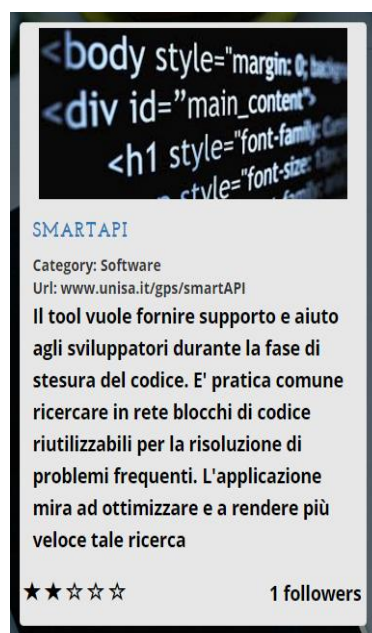 <body style="margin: 0;
<div id="main_content">
<h1 style="font-family:
style="font-size:
SMARTAPI
Category: Software
Url: www.unisa.it/gps/smartAPI
Il tool vuole fornire supporto e aiuto
agli sviluppatori durante la fase di
stesura del codice. E' pratica comune
ricercare in rete blocchi di codice
riutilizzabili per la risoluzione di
problemi frequenti. L'applicazione
mira ad ottimizzare e a rendere più
veloce tale ricerca
★★☆☆☆ 1 followers